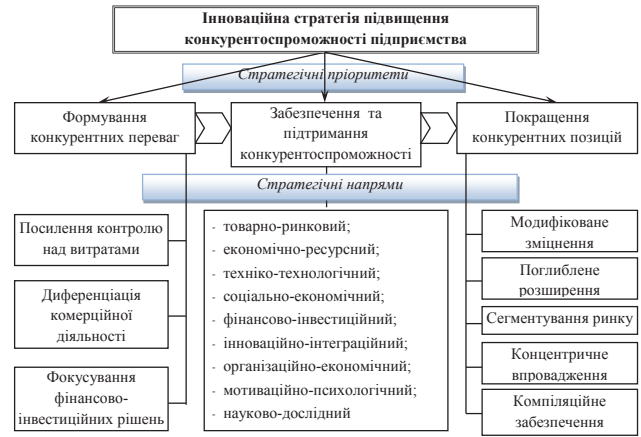 Інноваційна стратегія підвищення
конкурентоспроможності підприємства
Стратегічні пріоритети
Формування
конкурентних переваг
Забезпечення та
підтримання
конкурентоспроможності
Покращення
конкурентних позицій
Стратегічні напрями
Посилення контролю
над витратами
Диференціація
комерційної
діяльності
Фокусування
фінансово-
інвестиційних рішень
- товарно-ринковий;
- економічно-ресурсний;
- техніко-технологічний;
- соціально-економічний;
- фінансово-інвестиційний;
- інноваційно-інтеграційний;
- організаційно-економічний;
- мотиваційно-психологічний;
- науково-дослідний
Модифіковане
зміцнення
Поглиблене
розширення
Сегментування ринку
Концентричне
впровадження
Компіляційне
забезпечення